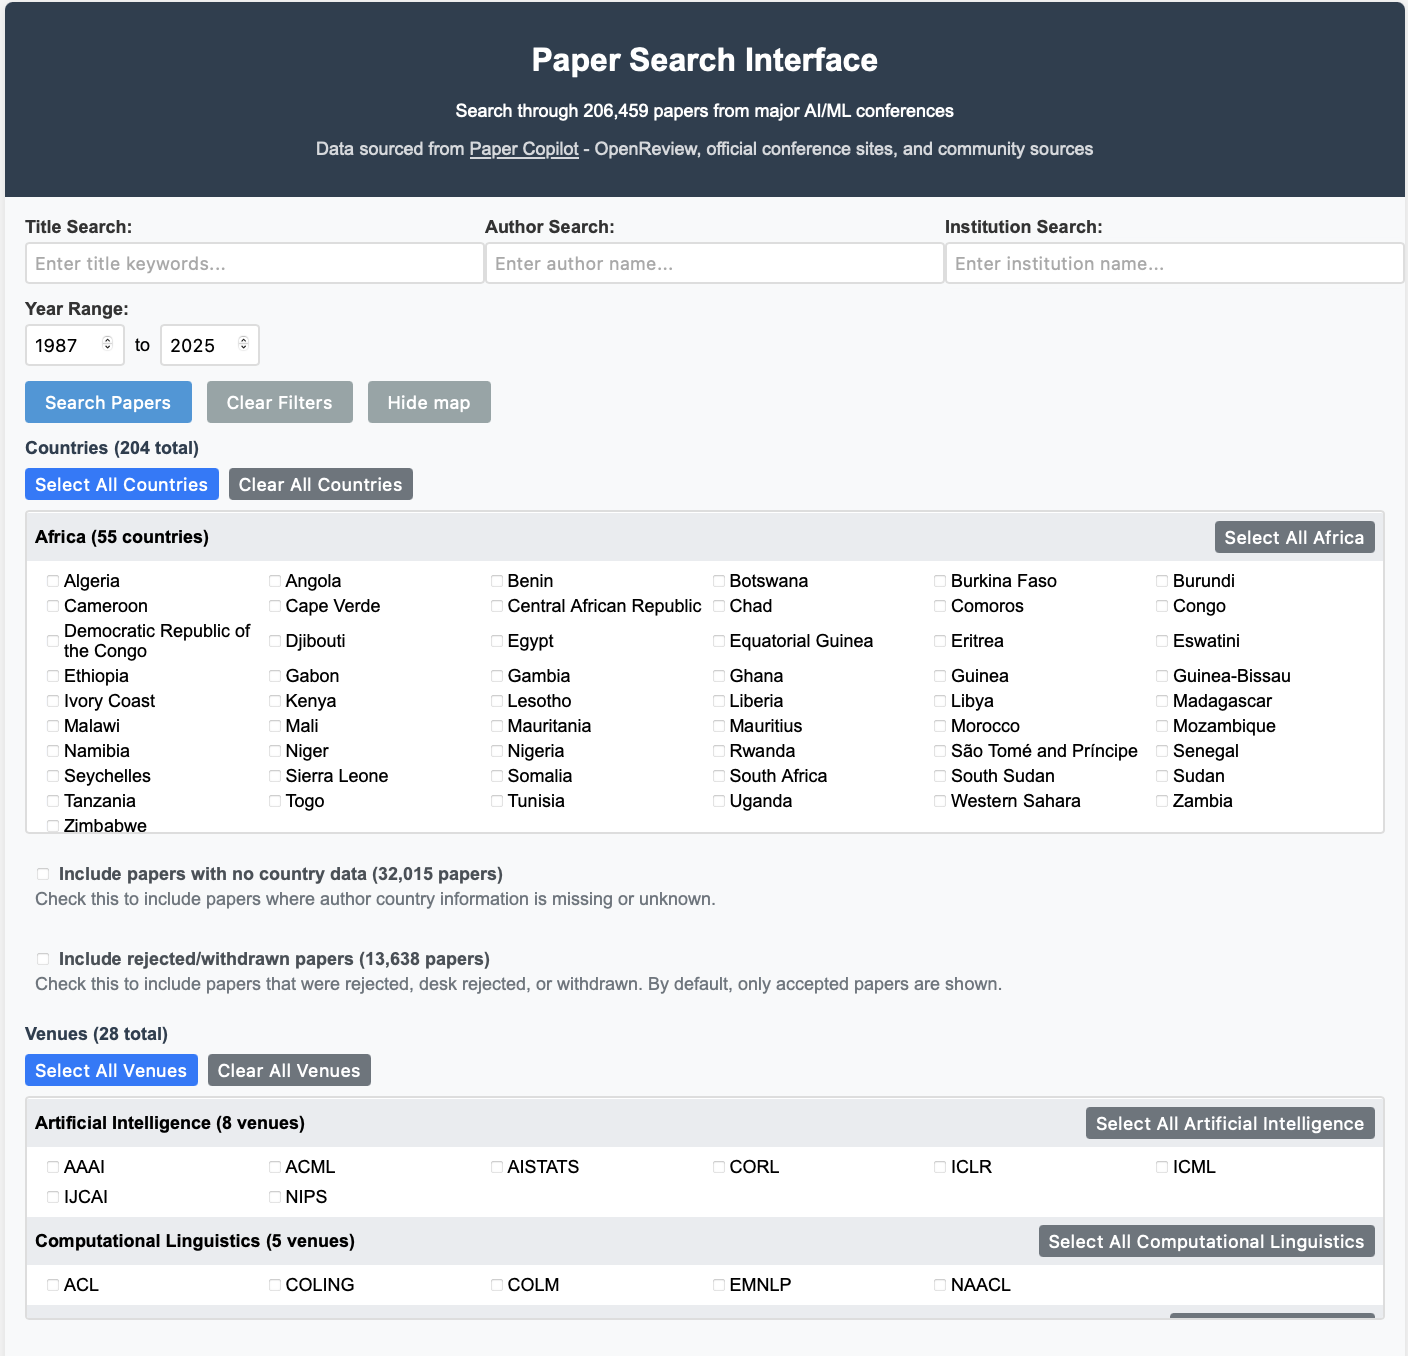 Paper Search Interface
Search through 206,459 papers from major AI/ML conferences
Data sourced from Paper Copilot - OpenReview, official conference sites, and community sources
Title Search: Author Search: Institution Search:
Enter title keywords... Enter author name... Enter institution name...
Year Range:
1987 to 2025
Search Papers Clear Filters Hide map
Countries (204 total)
Select All Countries Clear All Countries
Africa (55 countries) Select All Africa
Algeria Angola Benin Botswana Burkina Faso Burundi
Cameroon Cape Verde Central African Republic Chad Comoros Congo
Democratic Republic of the Congo Djibouti Egypt Equatorial Guinea Eritrea Eswatini
Ethiopia Gabon Gambia Ghana Guinea Guinea-Bissau
Ivory Coast Kenya Lesotho Liberia Libya Madagascar
Malawi Mali Mauritania Mauritius Morocco Mozambique
Namibia Niger Nigeria Rwanda São Tomé and Príncipe Senegal
Seychelles Sierra Leone Somalia South Africa South Sudan Sudan
Tanzania Togo Tunisia Uganda Western Sahara Zambia
Zimbabwe
Include papers with no country data (32,015 papers)
Check this to include papers where author country information is missing or unknown.
Include rejected/withdrawn papers (13,638 papers)
Check this to include papers that were rejected, desk rejected, or withdrawn. By default, only accepted papers are shown.
Venues (28 total)
Select All Venues Clear All Venues
Artificial Intelligence (8 venues) Select All Artificial Intelligence
AAAI ACML AISTATS CORL ICLR ICML
IJCAI NIPS
Computational Linguistics (5 venues) Select All Computational Linguistics
ACL COLING COLM EMNLP NAACL